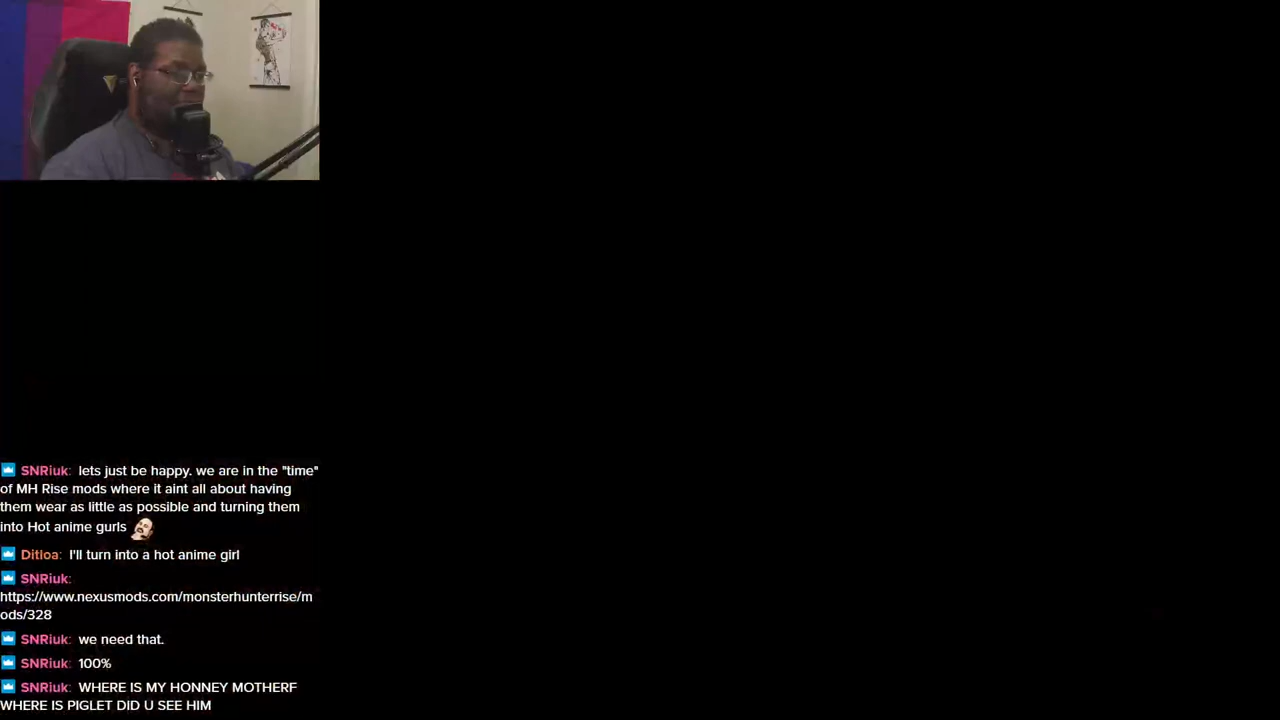 SNRiuk: lets just be happy. we are in the "time"
of MH Rise mods where it aint all about having
them wear as little as possible and turning them
into Hot anime gurls
Ditloa: I'll turn into a hot anime girl
SNRiuk:
https://www.nexusmods.com/monsterhunterrise/m
ods/328
SNRiuk: we need that.
SNRiuk: 100%
SNRiuk: WHERE IS MY HONNEY MOTHERF
WHERE IS PIGLET DID U SEE HIM